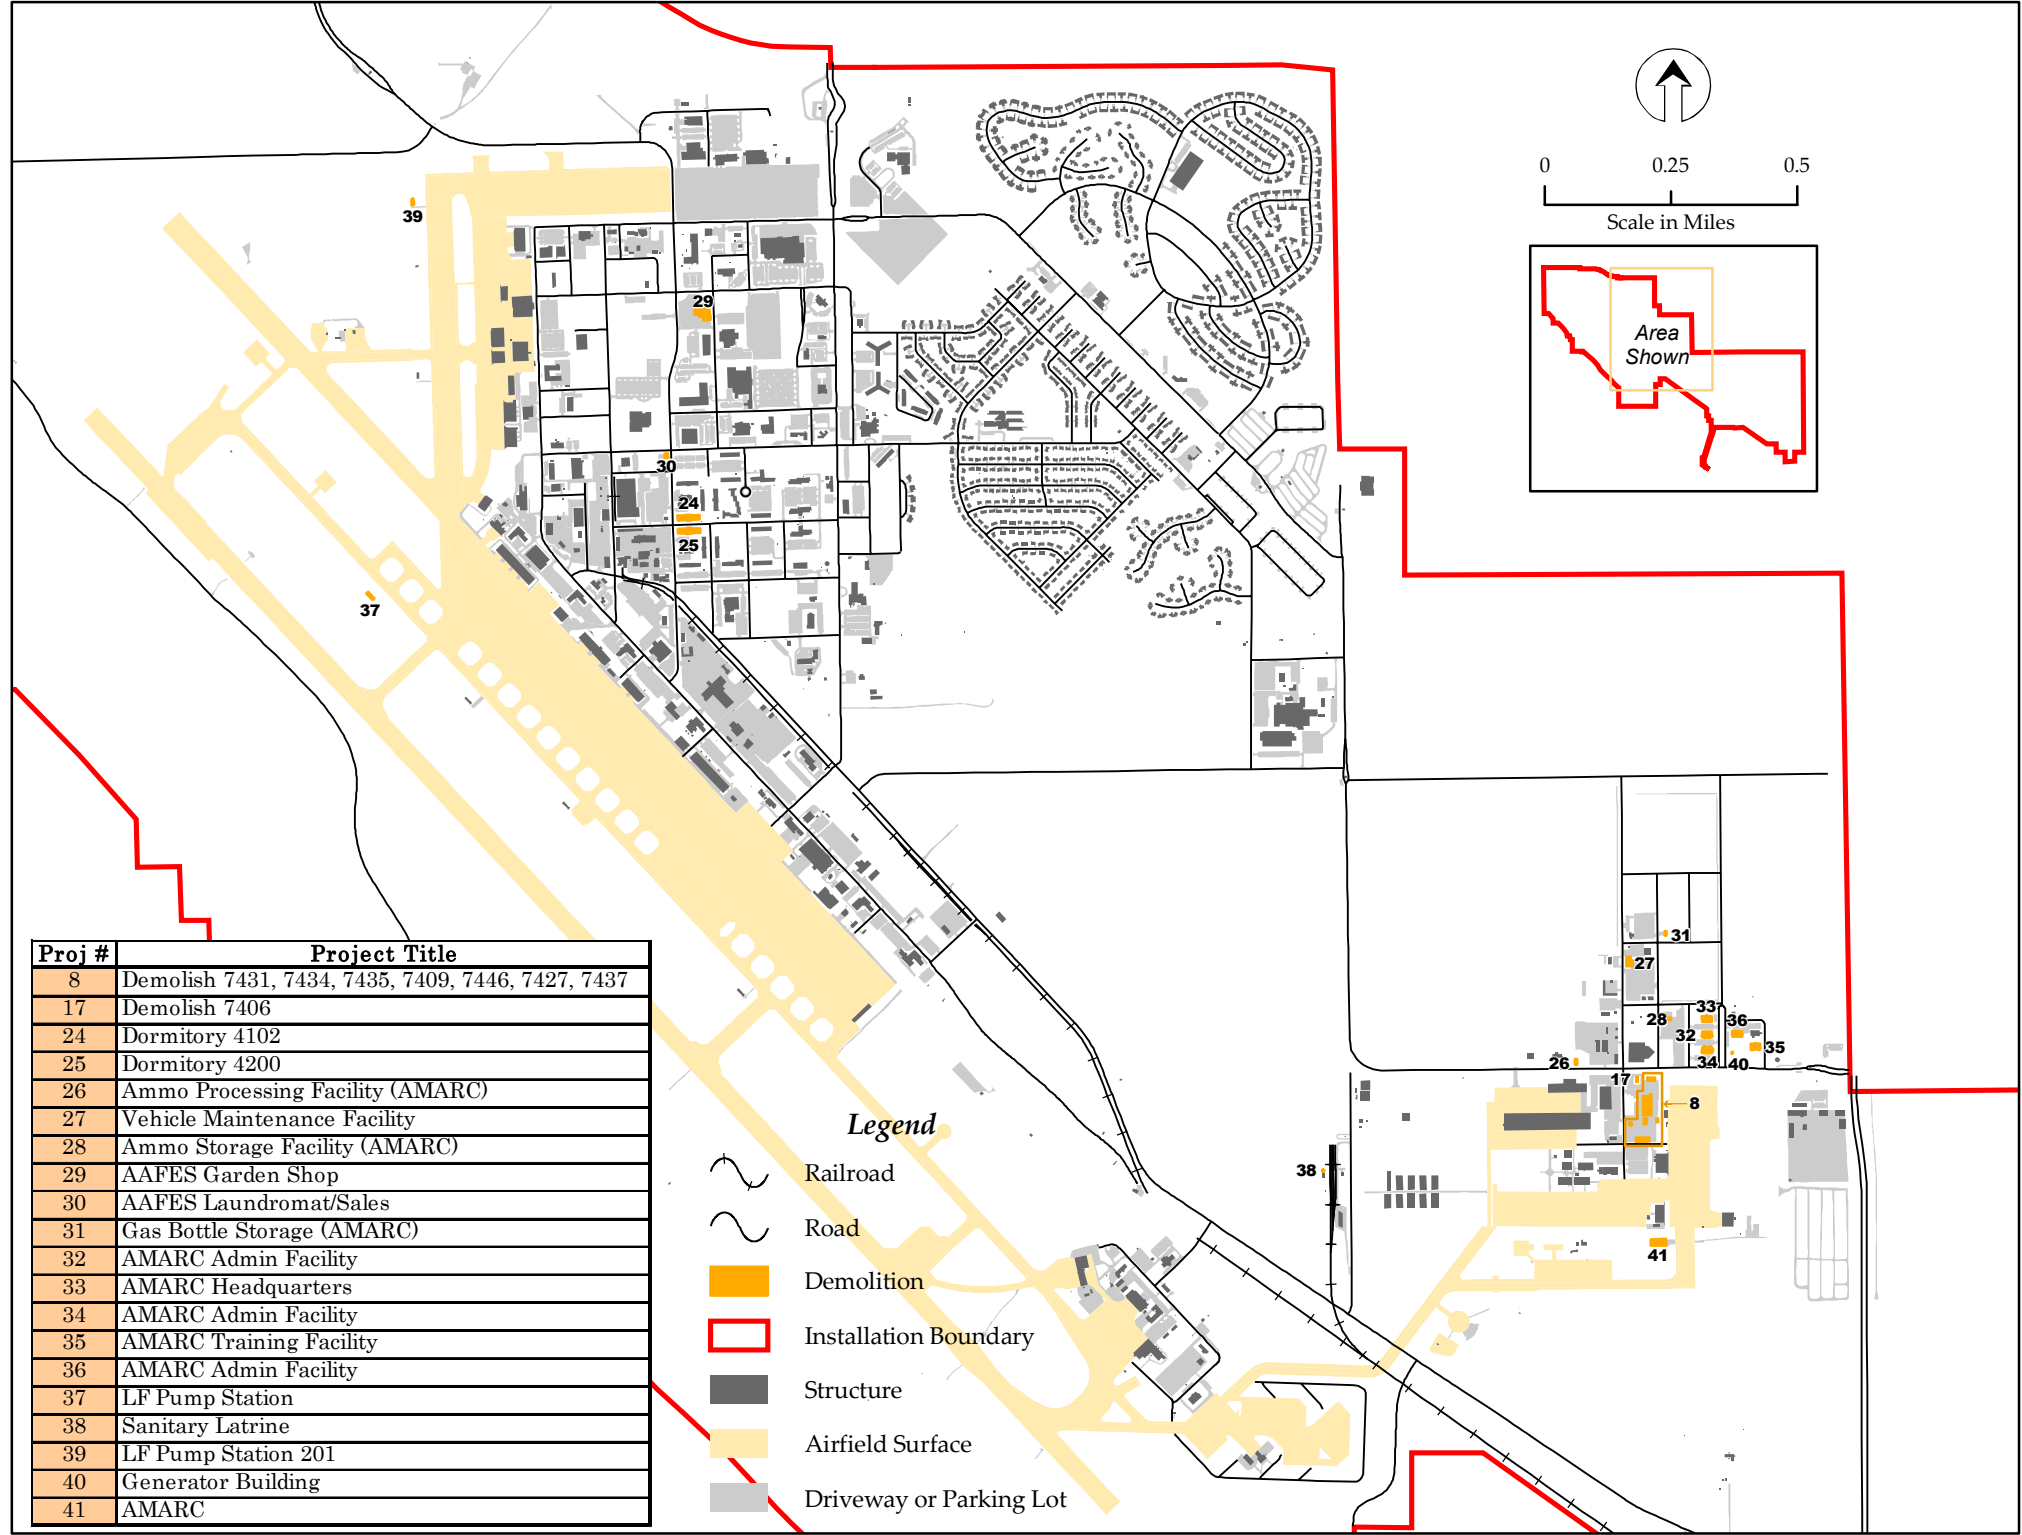 0 0.25 0.5
Scale in Miles
Area
Shown
39
29
30
24
25
37
31
27
33
28
36
32
35
26
34
40
17
8
38
41
Proj # Project Title
8 Demolish 7431, 7434, 7435, 7409, 7446, 7427, 7437
17 Demolish 7406
24 Dormitory 4102
25 Dormitory 4200
26 Ammo Processing Facility (AMARC)
27 Vehicle Maintenance Facility
28 Ammo Storage Facility (AMARC)
29 AAFES Garden Shop
30 AAFES Laundromat/Sales
31 Gas Bottle Storage (AMARC)
32 AMARC Admin Facility
33 AMARC Headquarters
34 AMARC Admin Facility
35 AMARC Training Facility
36 AMARC Admin Facility
37 LF Pump Station
38 Sanitary Latrine
39 LF Pump Station 201
40 Generator Building
41 AMARC
Legend
Railroad
Road
Demolition
Installation Boundary
Structure
Airfield Surface
Driveway or Parking Lot